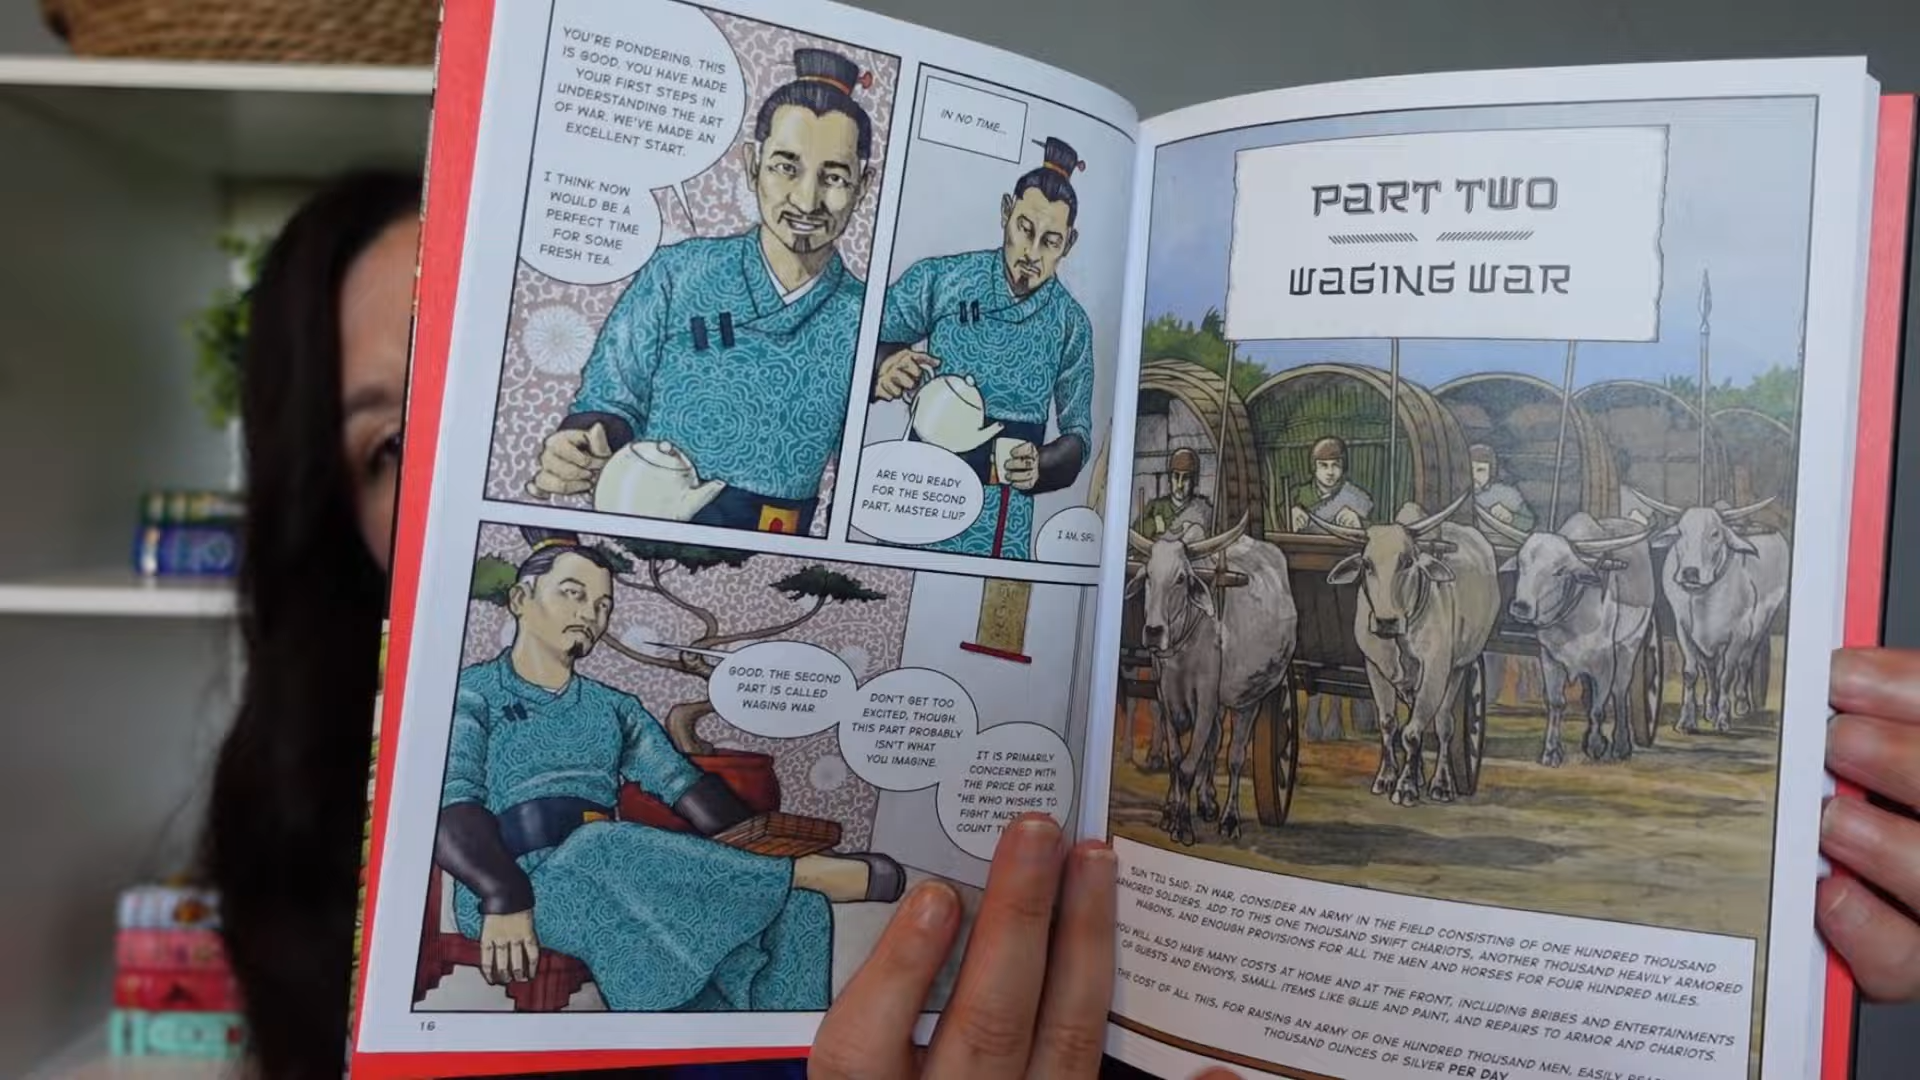 YOU'RE PONDERING. THIS
IS GOOD. YOU HAVE MADE
YOUR FIRST STEPS IN
UNDERSTANDING THE ART
OF WAR. WE'VE MADE AN
EXCELLENT START.
I THINK NOW
WOULD BE A
PERFECT TIME
FOR SOME
FRESH TEA.
IN NO TIME...
ARE YOU READY
FOR THE SECOND
PART, MASTER LIU?
I AM, SIFU.
GOOD. THE SECOND
PART IS CALLED
WAGING WAR.
DON'T GET TOO
EXCITED, THOUGH.
THIS PART PROBABLY
ISN'T WHAT
YOU IMAGINE.
IT IS PRIMARILY
CONCERNED WITH
THE PRICE OF WAR.
"HE WHO WISHES TO
FIGHT MUST
COUNT
16
PART TWO
WAGING WAR
SUN TZU SAID: IN WAR, CONSIDER AN ARMY IN THE FIELD CONSISTING OF ONE HUNDRED THOUSAND
ARMORED SOLDIERS. ADD TO THIS ONE THOUSAND SWIFT CHARIOTS, ANOTHER THOUSAND HEAVILY ARMORED
WAGONS, AND ENOUGH PROVISIONS FOR ALL THE MEN AND HORSES FOR FOUR HUNDRED MILES.
YOU WILL ALSO HAVE MANY COSTS AT HOME AND AT THE FRONT, INCLUDING BRIBES AND ENTERTAINMENTS
OF GUESTS AND ENVOYS, SMALL ITEMS LIKE GLUE AND PAINT, AND REPAIRS TO ARMOR AND CHARIOTS.
THE COST OF ALL THIS, FOR RAISING AN ARMY OF ONE HUNDRED THOUSAND MEN, EASILY
THOUSAND OUNCES OF SILVER PER DAY